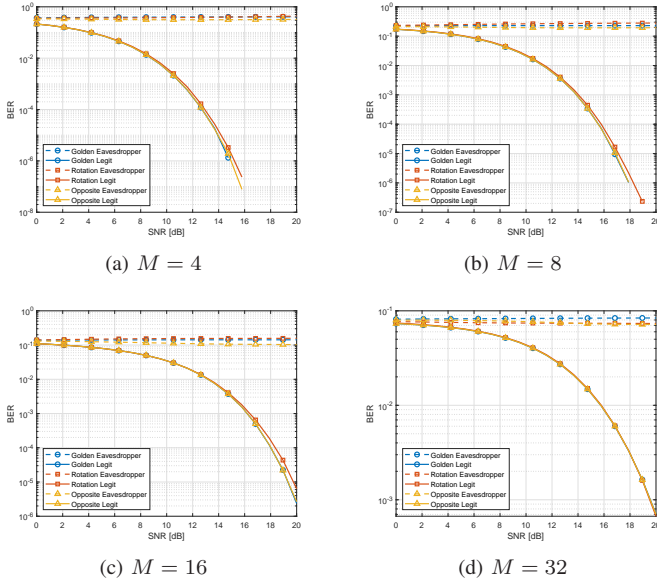 10^0
10^-2
10^-4
10^-6
10^-8
BER
Golden Eavesdropper
Golden Legit
Rotation Eavesdropper
Rotation Legit
Opposite Eavesdropper
Opposite Legit
0 2 4 6 8 10 12 14 16 18 20
SNR [dB]
(a) M = 4
10^0
10^-1
10^-2
10^-3
10^-4
10^-5
10^-6
10^-7
BER
Golden Eavesdropper
Golden Legit
Rotation Eavesdropper
Rotation Legit
Opposite Eavesdropper
Opposite Legit
0 2 4 6 8 10 12 14 16 18 20
SNR [dB]
(b) M = 8
10^0
10^-1
10^-2
10^-3
10^-4
10^-5
10^-6
BER
Golden Eavesdropper
Golden Legit
Rotation Eavesdropper
Rotation Legit
Opposite Eavesdropper
Opposite Legit
0 2 4 6 8 10 12 14 16 18 20
SNR [dB]
(c) M = 16
10^-1
10^-2
10^-3
BER
Golden Eavesdropper
Golden Legit
Rotation Eavesdropper
Rotation Legit
Opposite Eavesdropper
Opposite Legit
0 2 4 6 8 10 12 14 16 18 20
SNR [dB]
(d) M = 32